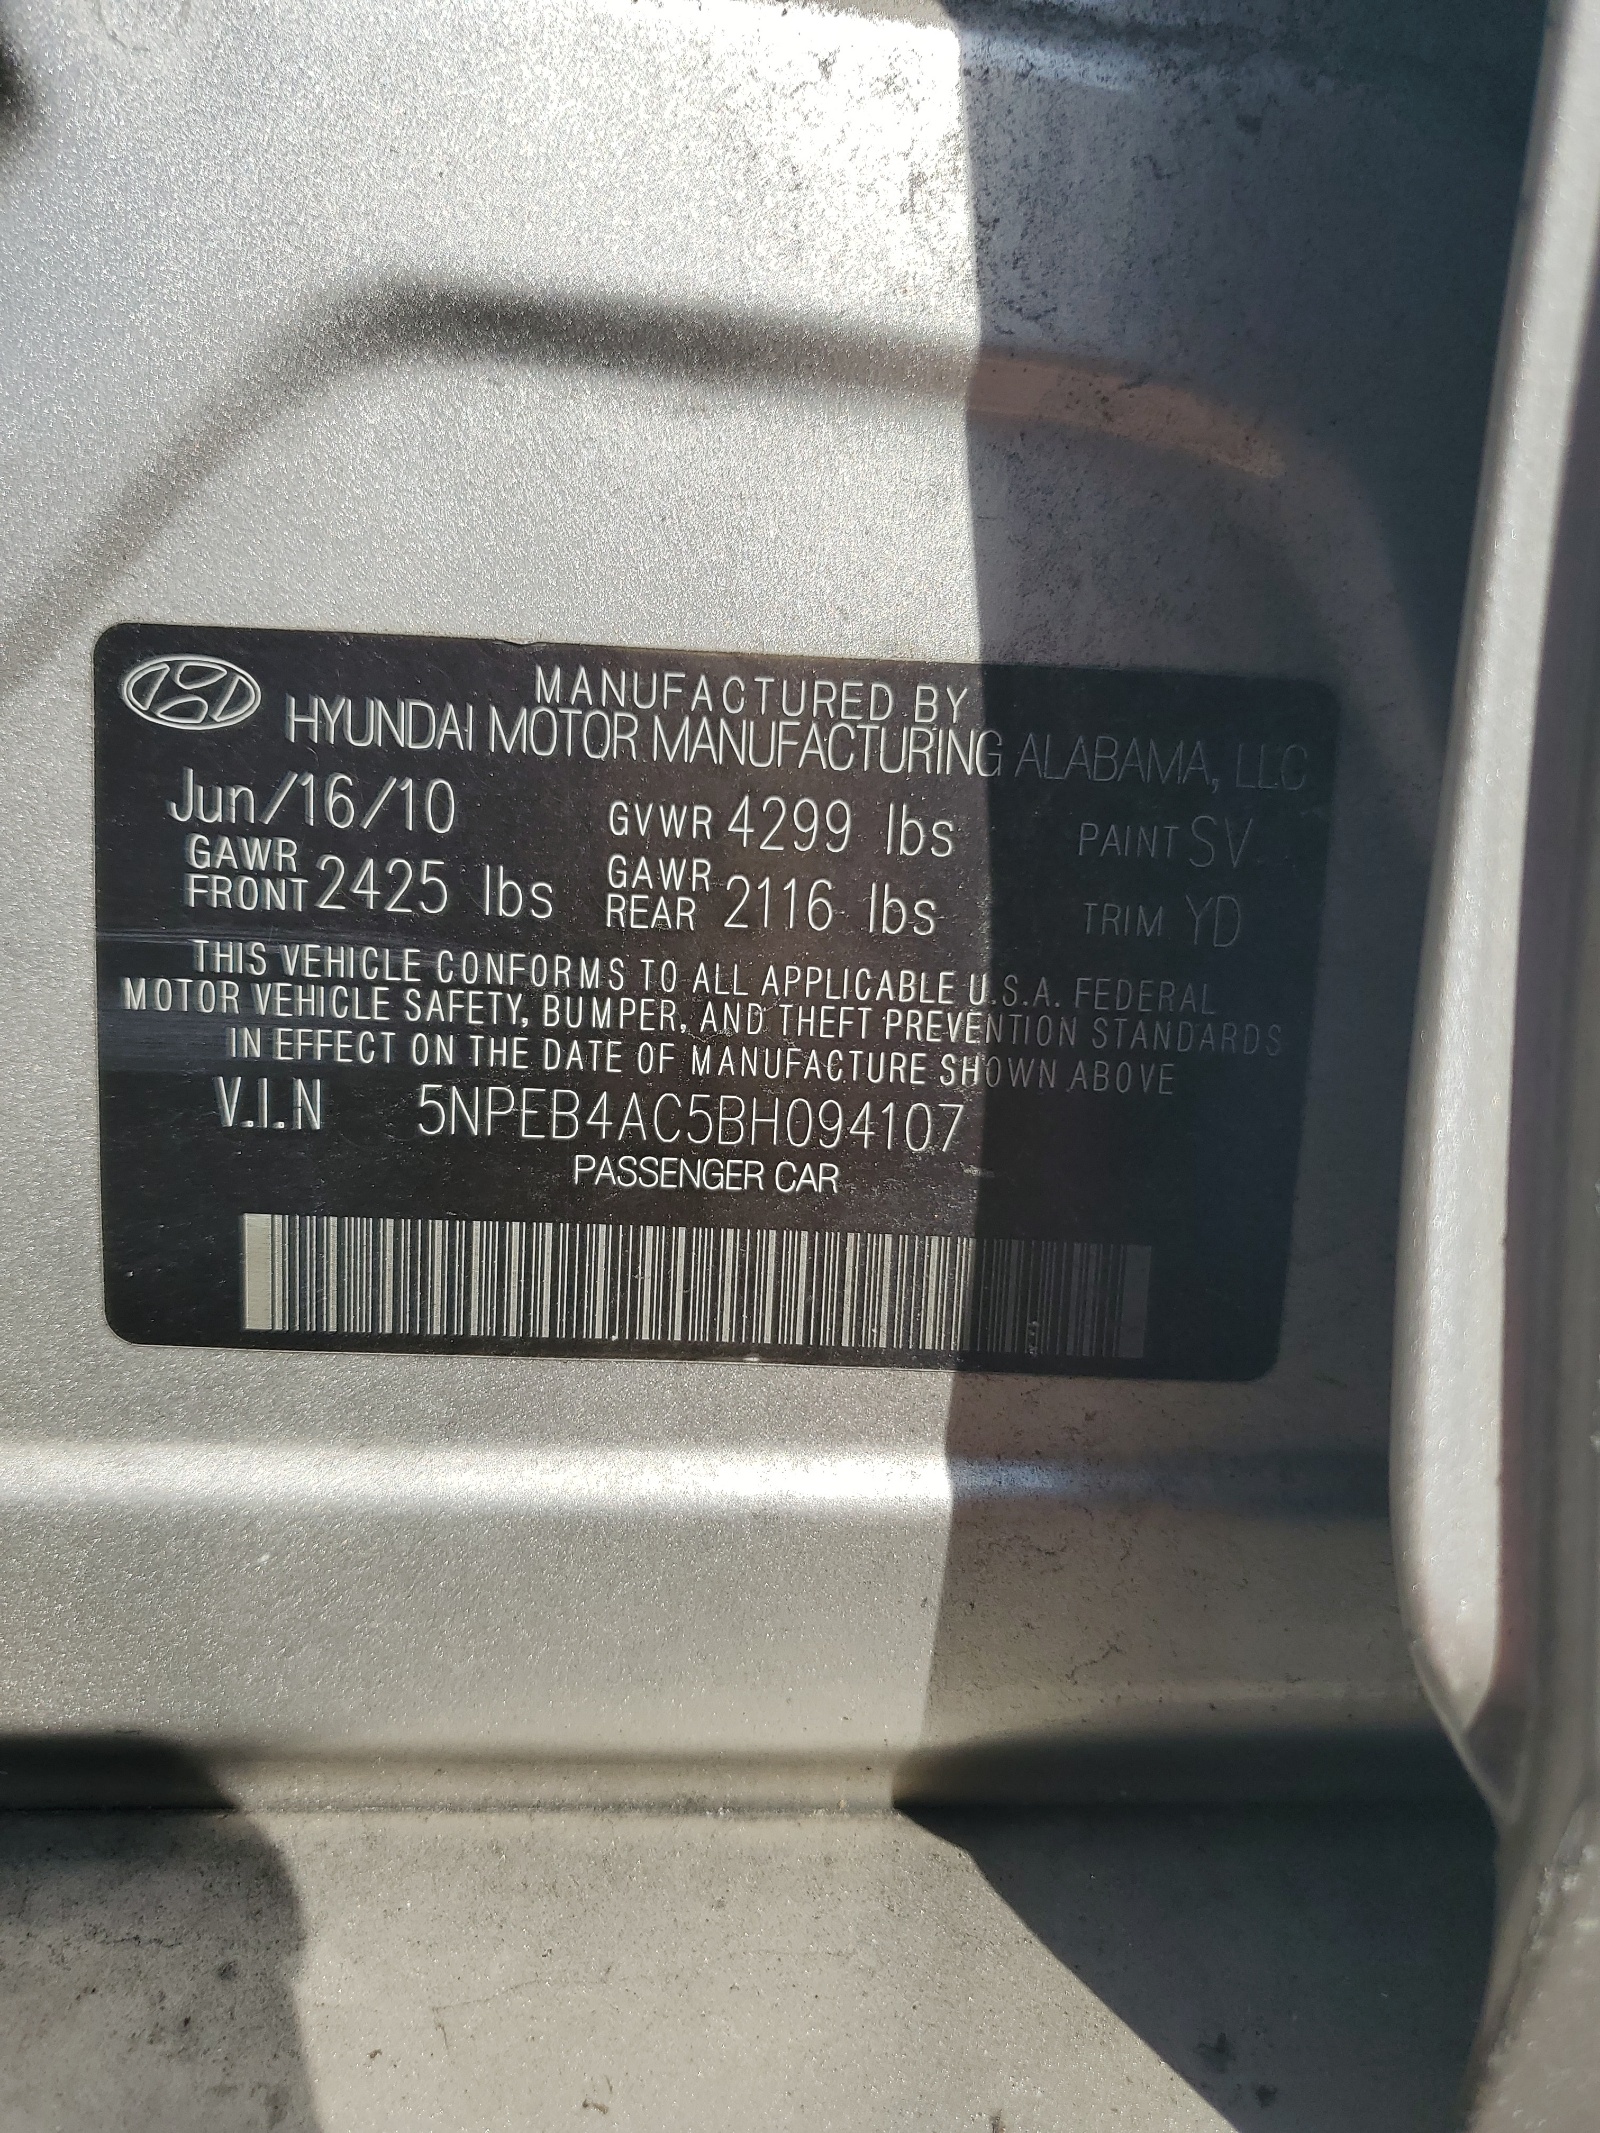 MANUFACTURED BY
HYUNDAI MOTOR MANUFACTURING ALABAMA, LLC
Jun/16/10 GVWR 4299 lbs PAINT SV
GAWR FRONT 2425 lbs GAWR REAR 2116 lbs TRIM YD
THIS VEHICLE CONFORMS TO ALL APPLICABLE U.S.A. FEDERAL
MOTOR VEHICLE SAFETY, BUMPER, AND THEFT PREVENTION STANDARDS
IN EFFECT ON THE DATE OF MANUFACTURE SHOWN ABOVE
V.I.N 5NPEB4AC5BH094107
PASSENGER CAR